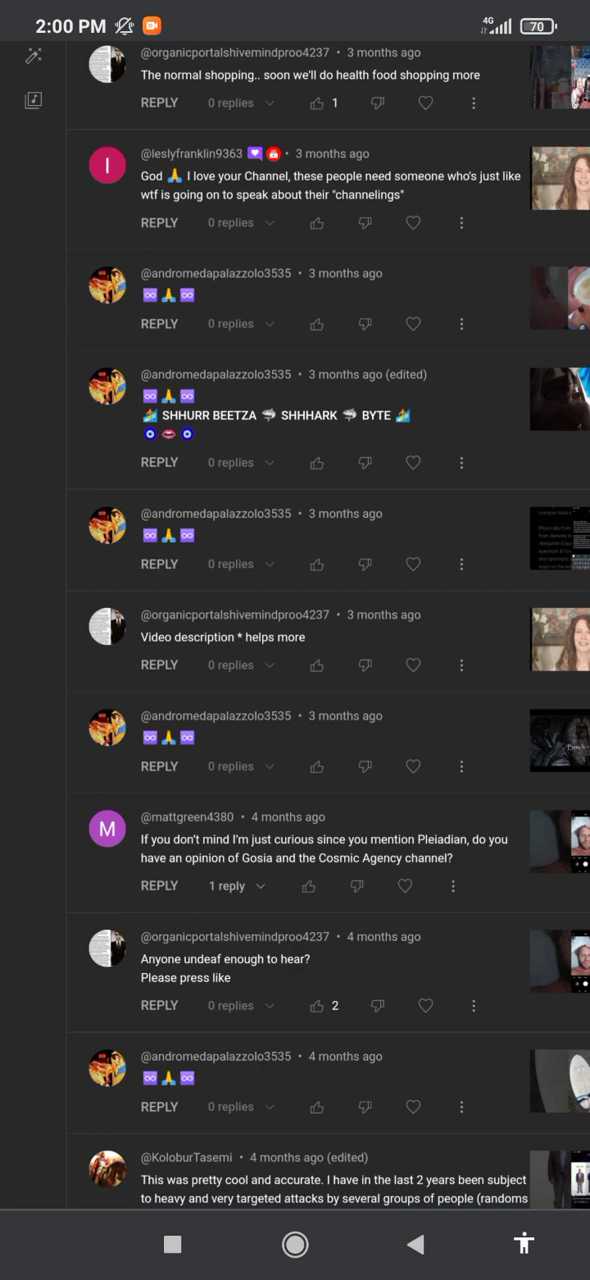 2:00 PM
4G
70
@organicportalshivemindproo4237 • 3 months ago
The normal shopping.. soon we'll do health food shopping more
REPLY 0 replies 1
I
@leslyfranklin9363 • 3 months ago
God 🙏 I love your Channel, these people need someone who's just like
wtf is going on to speak about their "channelings"
REPLY 0 replies
@andromedapalazzolo3535 • 3 months ago
♾️🙏♾️
REPLY 0 replies
@andromedapalazzolo3535 • 3 months ago (edited)
♾️🙏♾️
🏄 SHHURR BEETZA 🦈 SHHHARK 🦈 BYTE 🏄
🧿 👄 🧿
REPLY 0 replies
@andromedapalazzolo3535 • 3 months ago
♾️🙏♾️
REPLY 0 replies
@organicportalshivemindproo4237 • 3 months ago
Video description * helps more
REPLY 0 replies
@andromedapalazzolo3535 • 3 months ago
♾️🙏♾️
REPLY 0 replies
M
@mattgreen4380 • 4 months ago
If you don't mind I'm just curious since you mention Pleiadian, do you
have an opinion of Gosia and the Cosmic Agency channel?
REPLY 1 reply
@organicportalshivemindproo4237 • 4 months ago
Anyone undeaf enough to hear?
Please press like
REPLY 0 replies 2
@andromedapalazzolo3535 • 4 months ago
♾️🙏♾️
REPLY 0 replies
@KoloburTasemi • 4 months ago (edited)
This was pretty cool and accurate. I have in the last 2 years been subject
to heavy and very targeted attacks by several groups of people (randoms